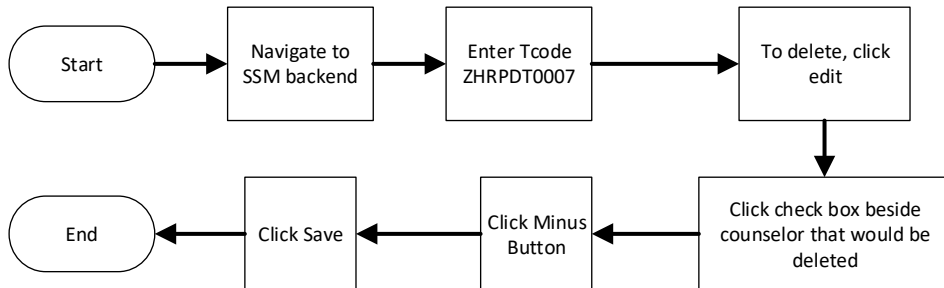 Start
Navigate to
SSM backend
Enter Tcode
ZHRPDT0007
To delete, click
edit
Click check box beside
counselor that would be
deleted
Click Minus
Button
Click Save
End